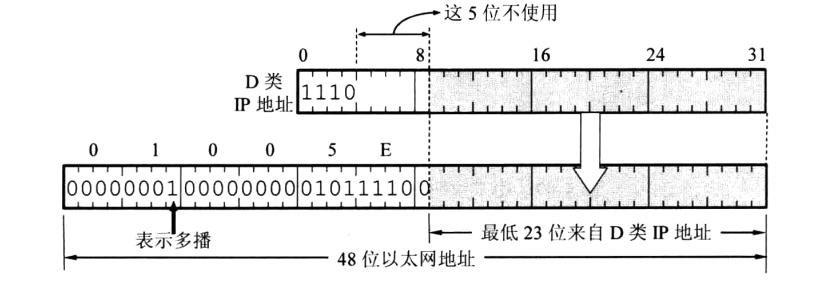 这 5 位不使用
0 8 16 24 31
D 类
IP 地址
1110
0 1 0 0 5 E
00000001 00000000 01011110 0
表示多播
最低 23 位来自 D 类 IP 地址
48 位以太网地址